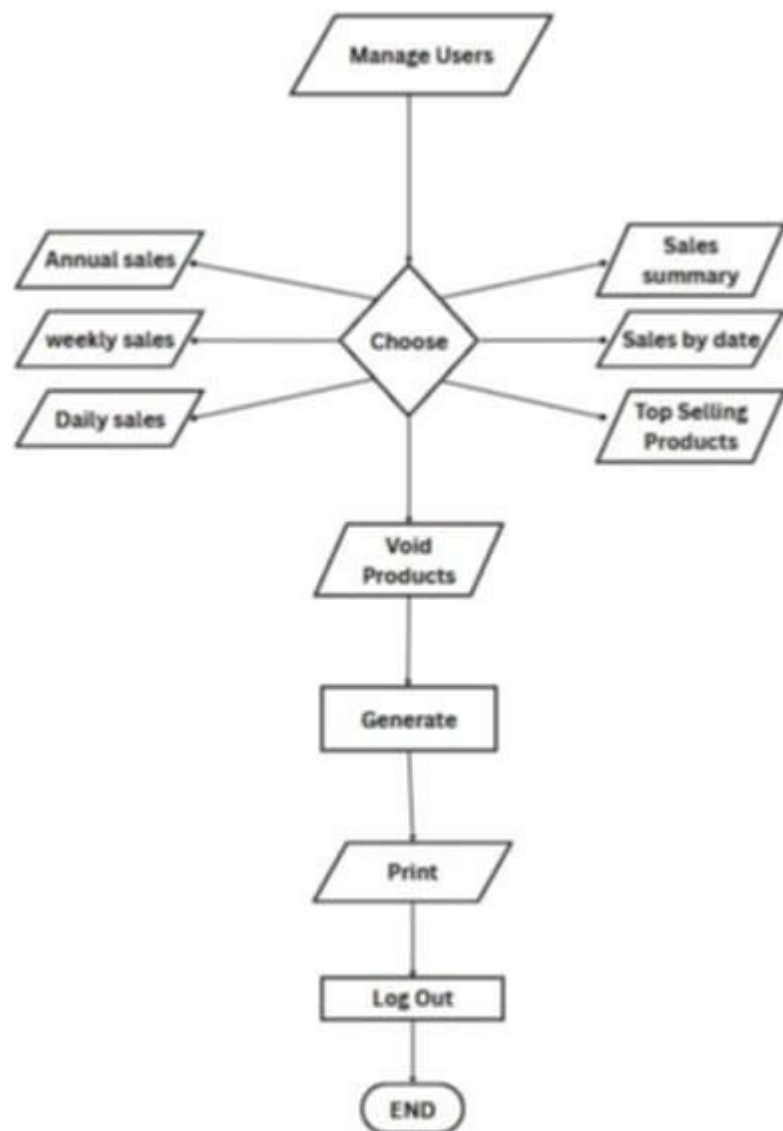 Manage Users
Annual sales
Sales
summary
weekly sales
Choose
Sales by date
Daily sales
Top Selling
Products
Void
Products
Generate
Print
Log Out
END